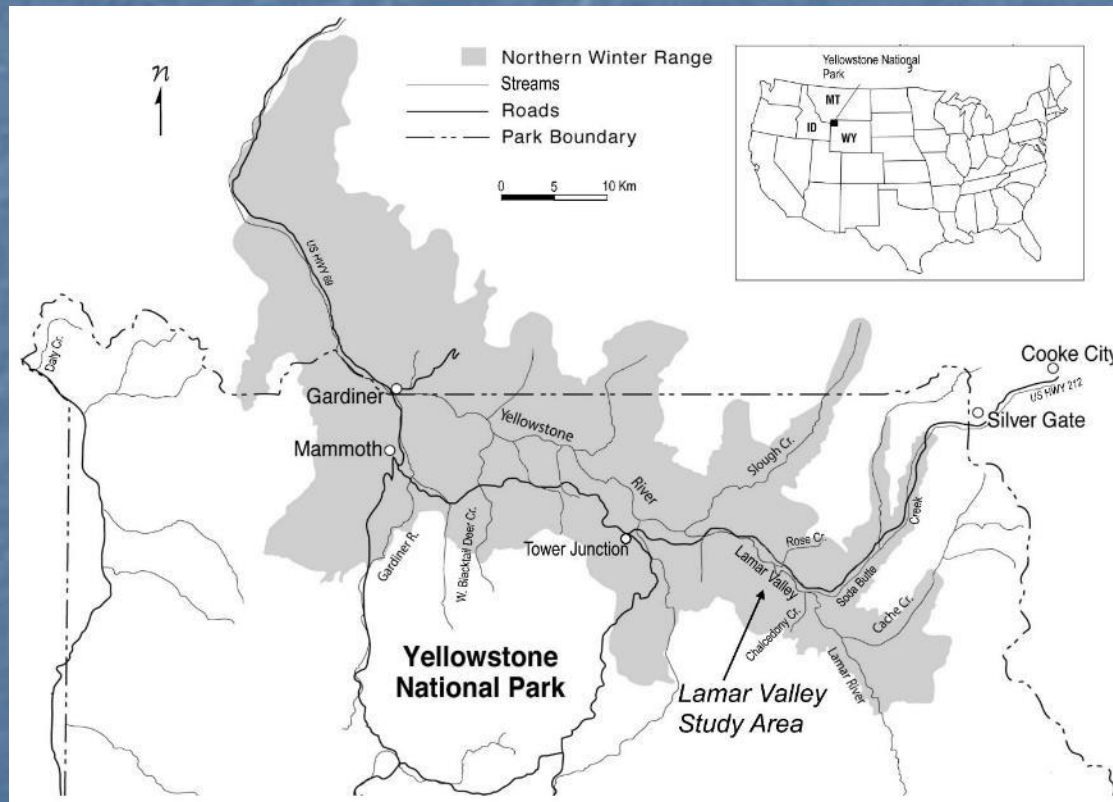 n
Northern Winter Range
Streams
Roads
Park Boundary
0 5 10 Km
Yellowstone National
Park
MT
ID
WY
US HWY 89
Daly Cr.
Gardiner
Mammoth
Yellowstone
River
Slough Cr.
Cooke City
US HWY 212
Silver Gate
Gardiner R.
W. Blacktail Deer Cr.
Tower Junction
Rose Cr.
Lamar Valley
Soda Butte
Creek
Cache Cr.
Chalcedony Cr.
Lamar River
Yellowstone
National Park
Lamar Valley
Study Area